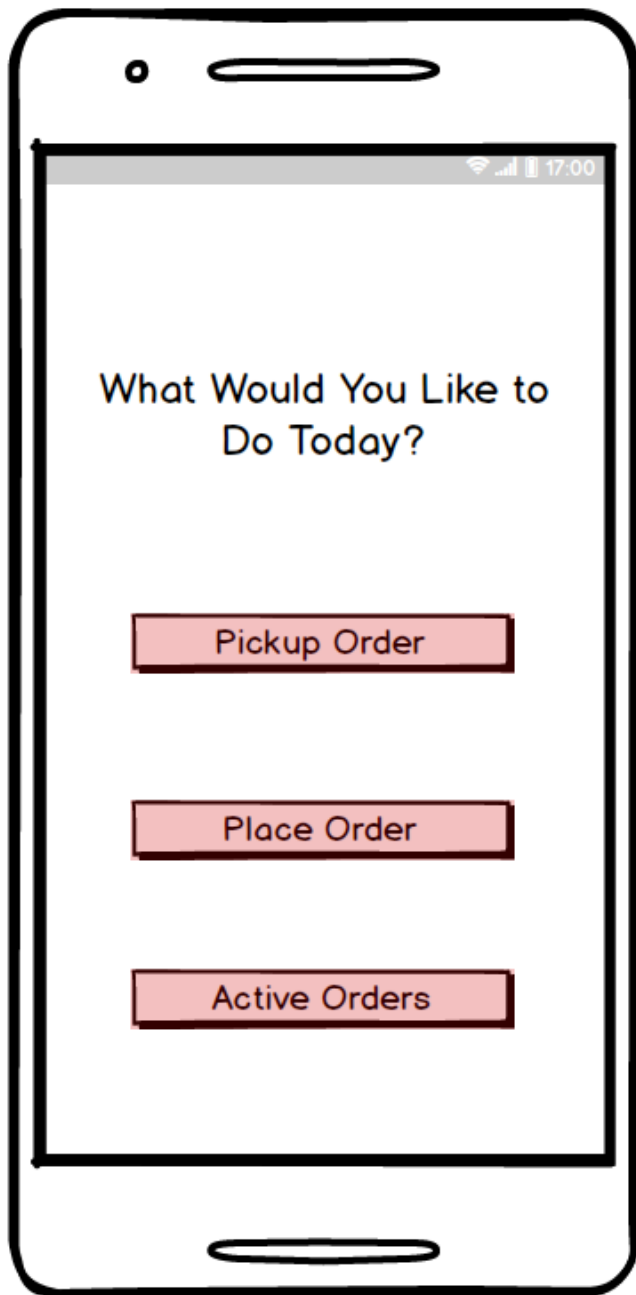 17:00
What Would You Like to
Do Today?
Pickup Order
Place Order
Active Orders